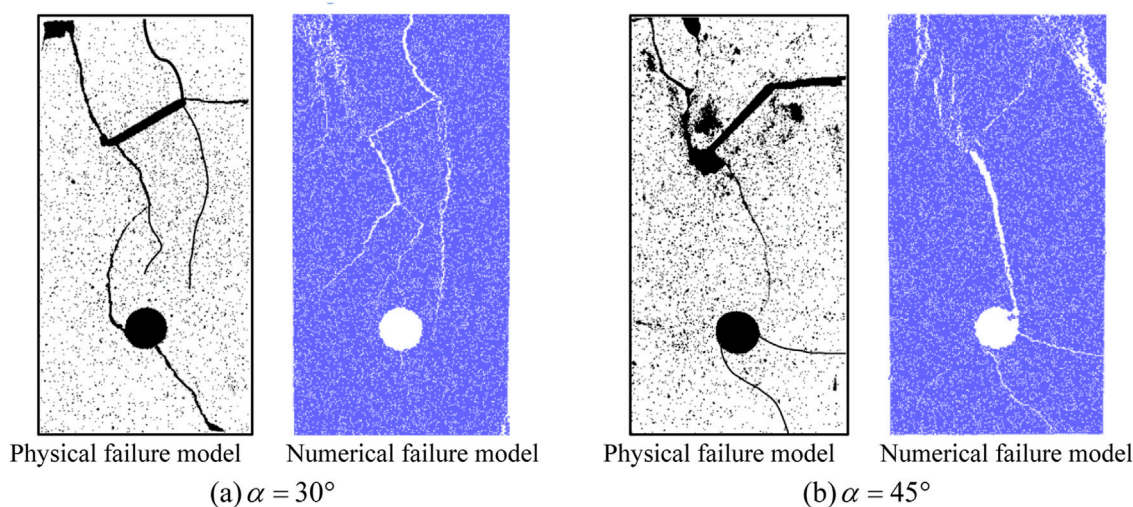 Physical failure model Numerical failure model Physical failure model Numerical failure model
(a) α = 30° (b) α = 45°